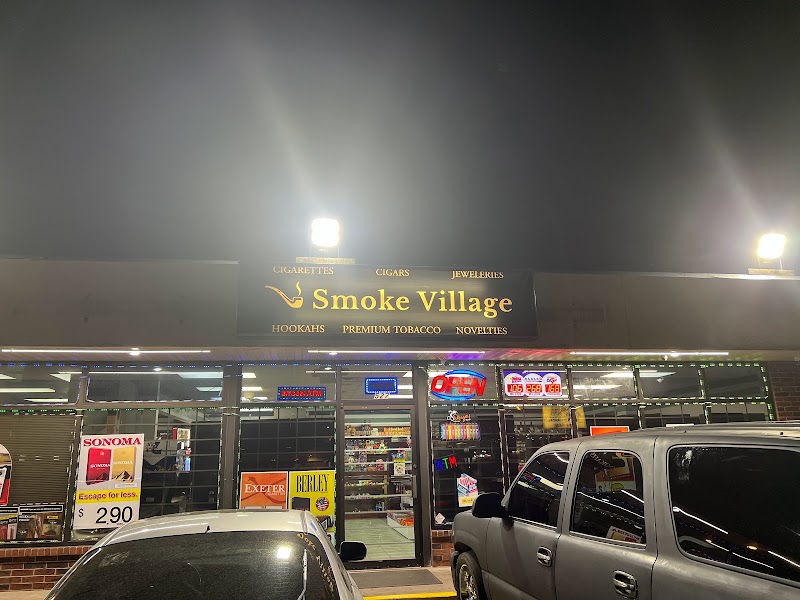 CIGARETTES CIGARS JEWELERIES
Smoke Village
HOOKAHS PREMIUM TOBACCO NOVELTIES
OPEN
SONOMA
Escape for less.
$ 2.90
EXETER
BERLEY